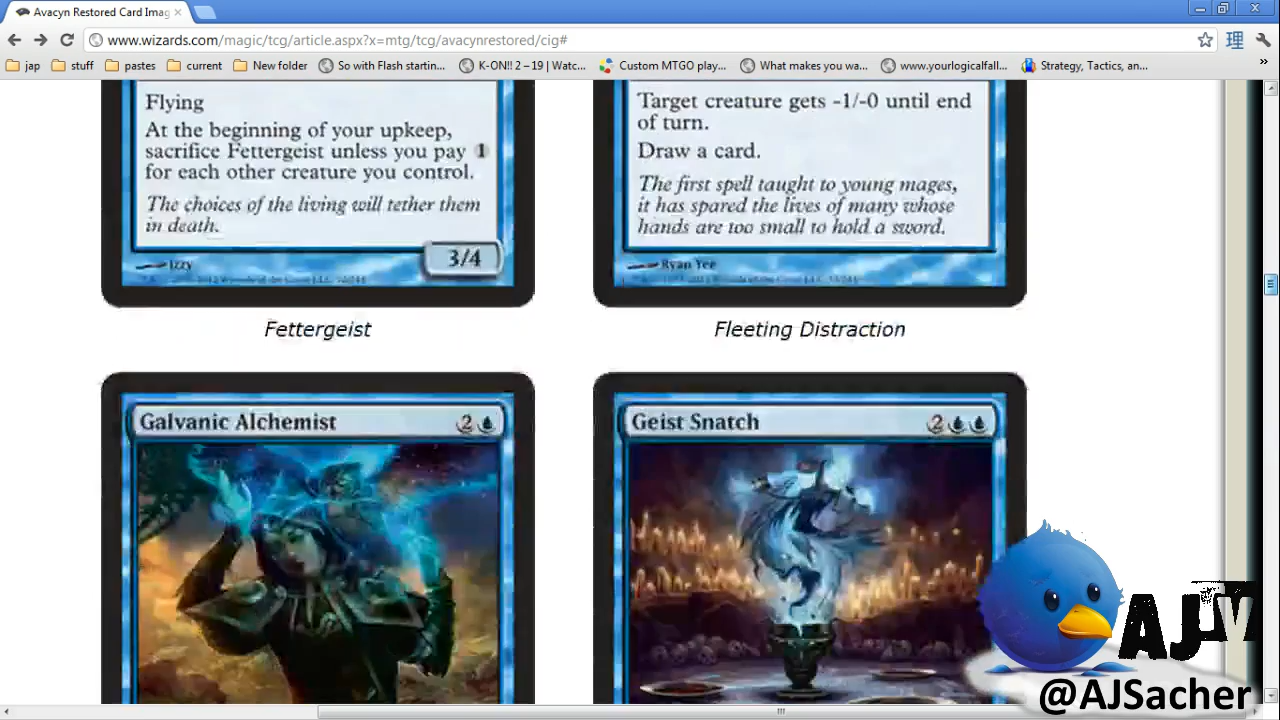 Avacyn Restored Card Imag
www.wizards.com/magic/tcg/article.aspx?x=mtg/tcg/avacynrestored/cig#
理
jap stuff pastes current New folder So with Flash startin... K-ON!! 2 – 19 | Watc... Custom MTGO play... What makes you wa... www.yourlogicalfall... Strategy, Tactics, an... »
Flying
At the beginning of your upkeep,
sacrifice Fettergeist unless you pay 1
for each other creature you control.
The choices of the living will tether them
in death.
3/4
Izzy
Target creature gets -1/-0 until end
of turn.
Draw a card.
The first spell taught to young mages,
it has spared the lives of many whose
hands are too small to hold a sword.
Ryan Yee
Fettergeist
Fleeting Distraction
Galvanic Alchemist 2
Geist Snatch 2
@AJSacher